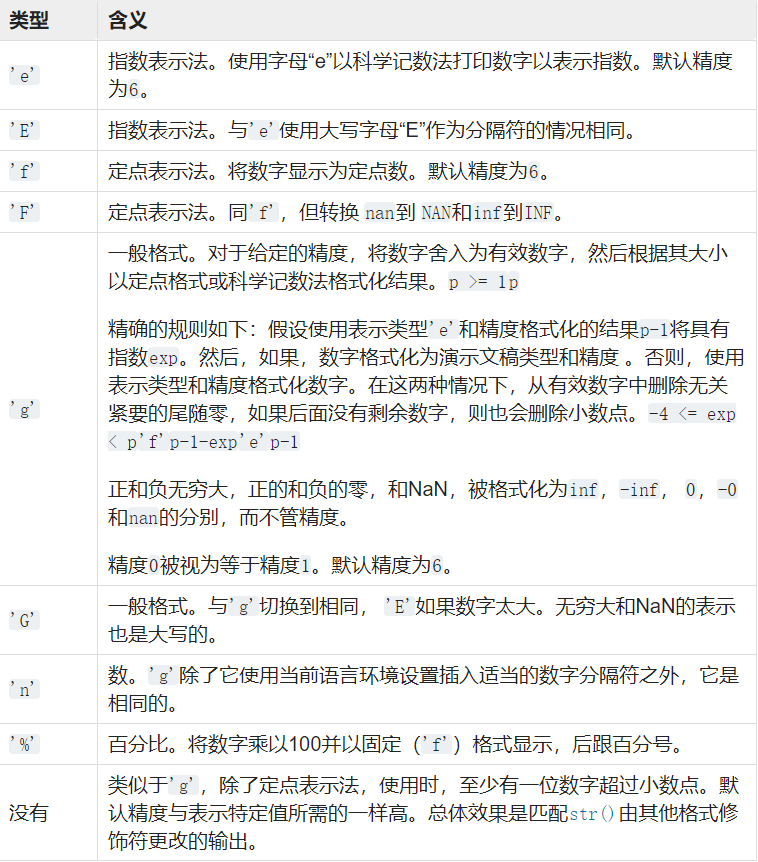 类型 含义
'e' 指数表示法。使用字母“e”以科学记数法打印数字以表示指数。默认精度
为6。
'E' 指数表示法。与'e'使用大写字母“E”作为分隔符的情况相同。
'f' 定点表示法。将数字显示为定点数。默认精度为6。
'F' 定点表示法。同'f'，但转换 nan到 NAN和inf到INF。
一般格式。对于给定的精度，将数字舍入为有效数字，然后根据其大小
以定点格式或科学记数法格式化结果。p >= 1p
精确的规则如下：假设使用表示类型'e'和精度格式化的结果p-1将具有
指数exp。然后，如果，数字格式化为演示文稿类型和精度 。否则，使用
表示类型和精度格式化数字。在这两种情况下，从有效数字中删除无关
'g' 紧要的尾随零，如果后面没有剩余数字，则也会删除小数点。-4 <= exp
< p'f'p-1-exp'e'p-1
正和负无穷大，正的和负的零，和NaN，被格式化为inf，-inf， 0，-0
和nan的分别，而不管精度。
精度0被视为等于精度1。默认精度为6。
'G' 一般格式。与'g'切换到相同， 'E'如果数字太大。无穷大和NaN的表示
也是大写的。
'n' 数。'g'除了它使用当前语言环境设置插入适当的数字分隔符之外，它是
相同的。
'%' 百分比。将数字乘以100并以固定（'f'）格式显示，后跟百分号。
类似于'g'，除了定点表示法，使用时，至少有一位数字超过小数点。默
没有 认精度与表示特定值所需的一样高。总体效果是匹配str()由其他格式修
饰符更改的输出。